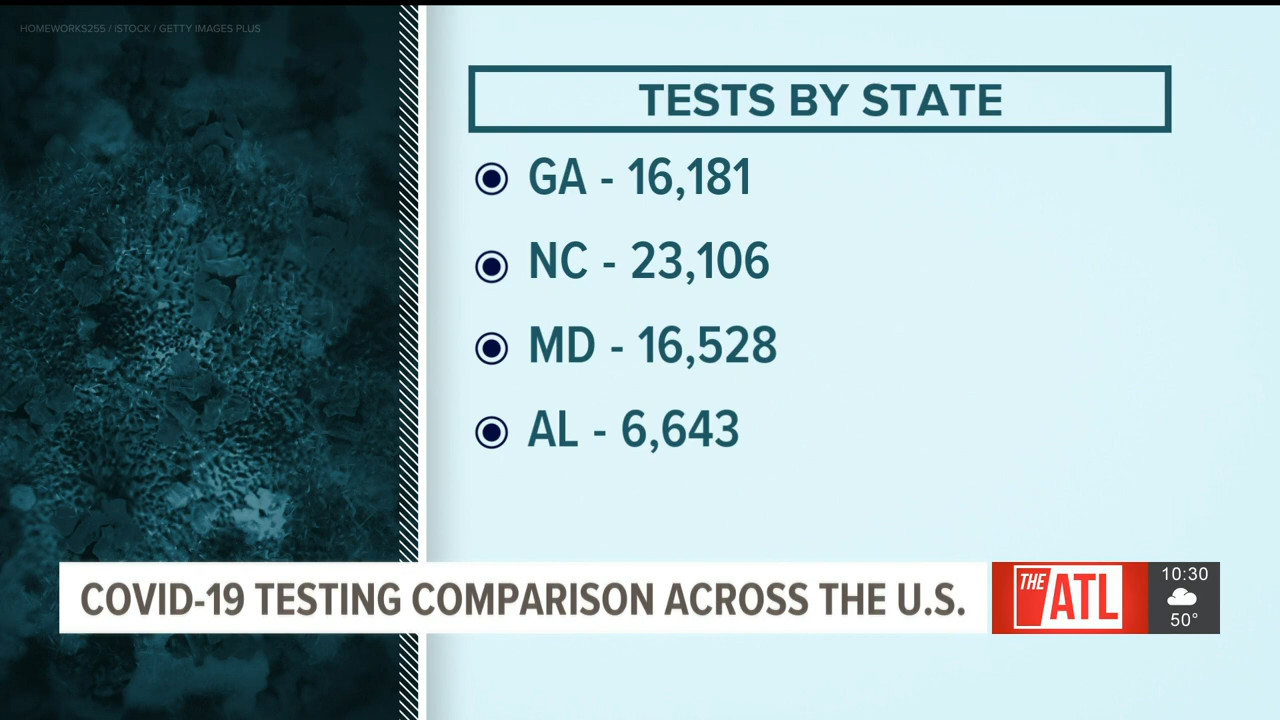 HOMEWORKS255 / iSTOCK / GETTY IMAGES PLUS
TESTS BY STATE
GA - 16,181
NC - 23,106
MD - 16,528
AL - 6,643
COVID-19 TESTING COMPARISON ACROSS THE U.S.
THE ATL
10:30
50°